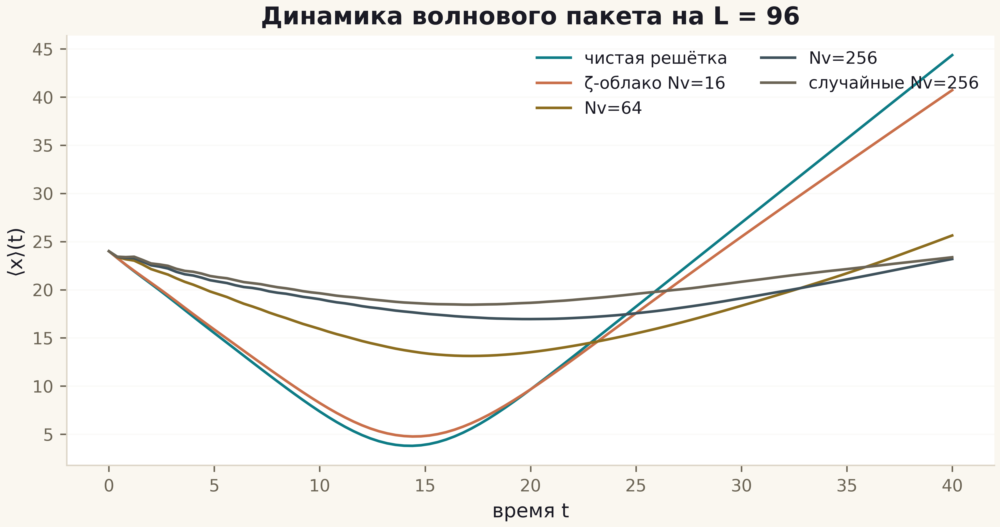 Динамика волнового пакета на L = 96
⟨x⟩(t)
45
40
35
30
25
20
15
10
5
чистая решётка
ζ-облако Nv=16
Nv=64
Nv=256
случайные Nv=256
0 5 10 15 20 25 30 35 40
время t